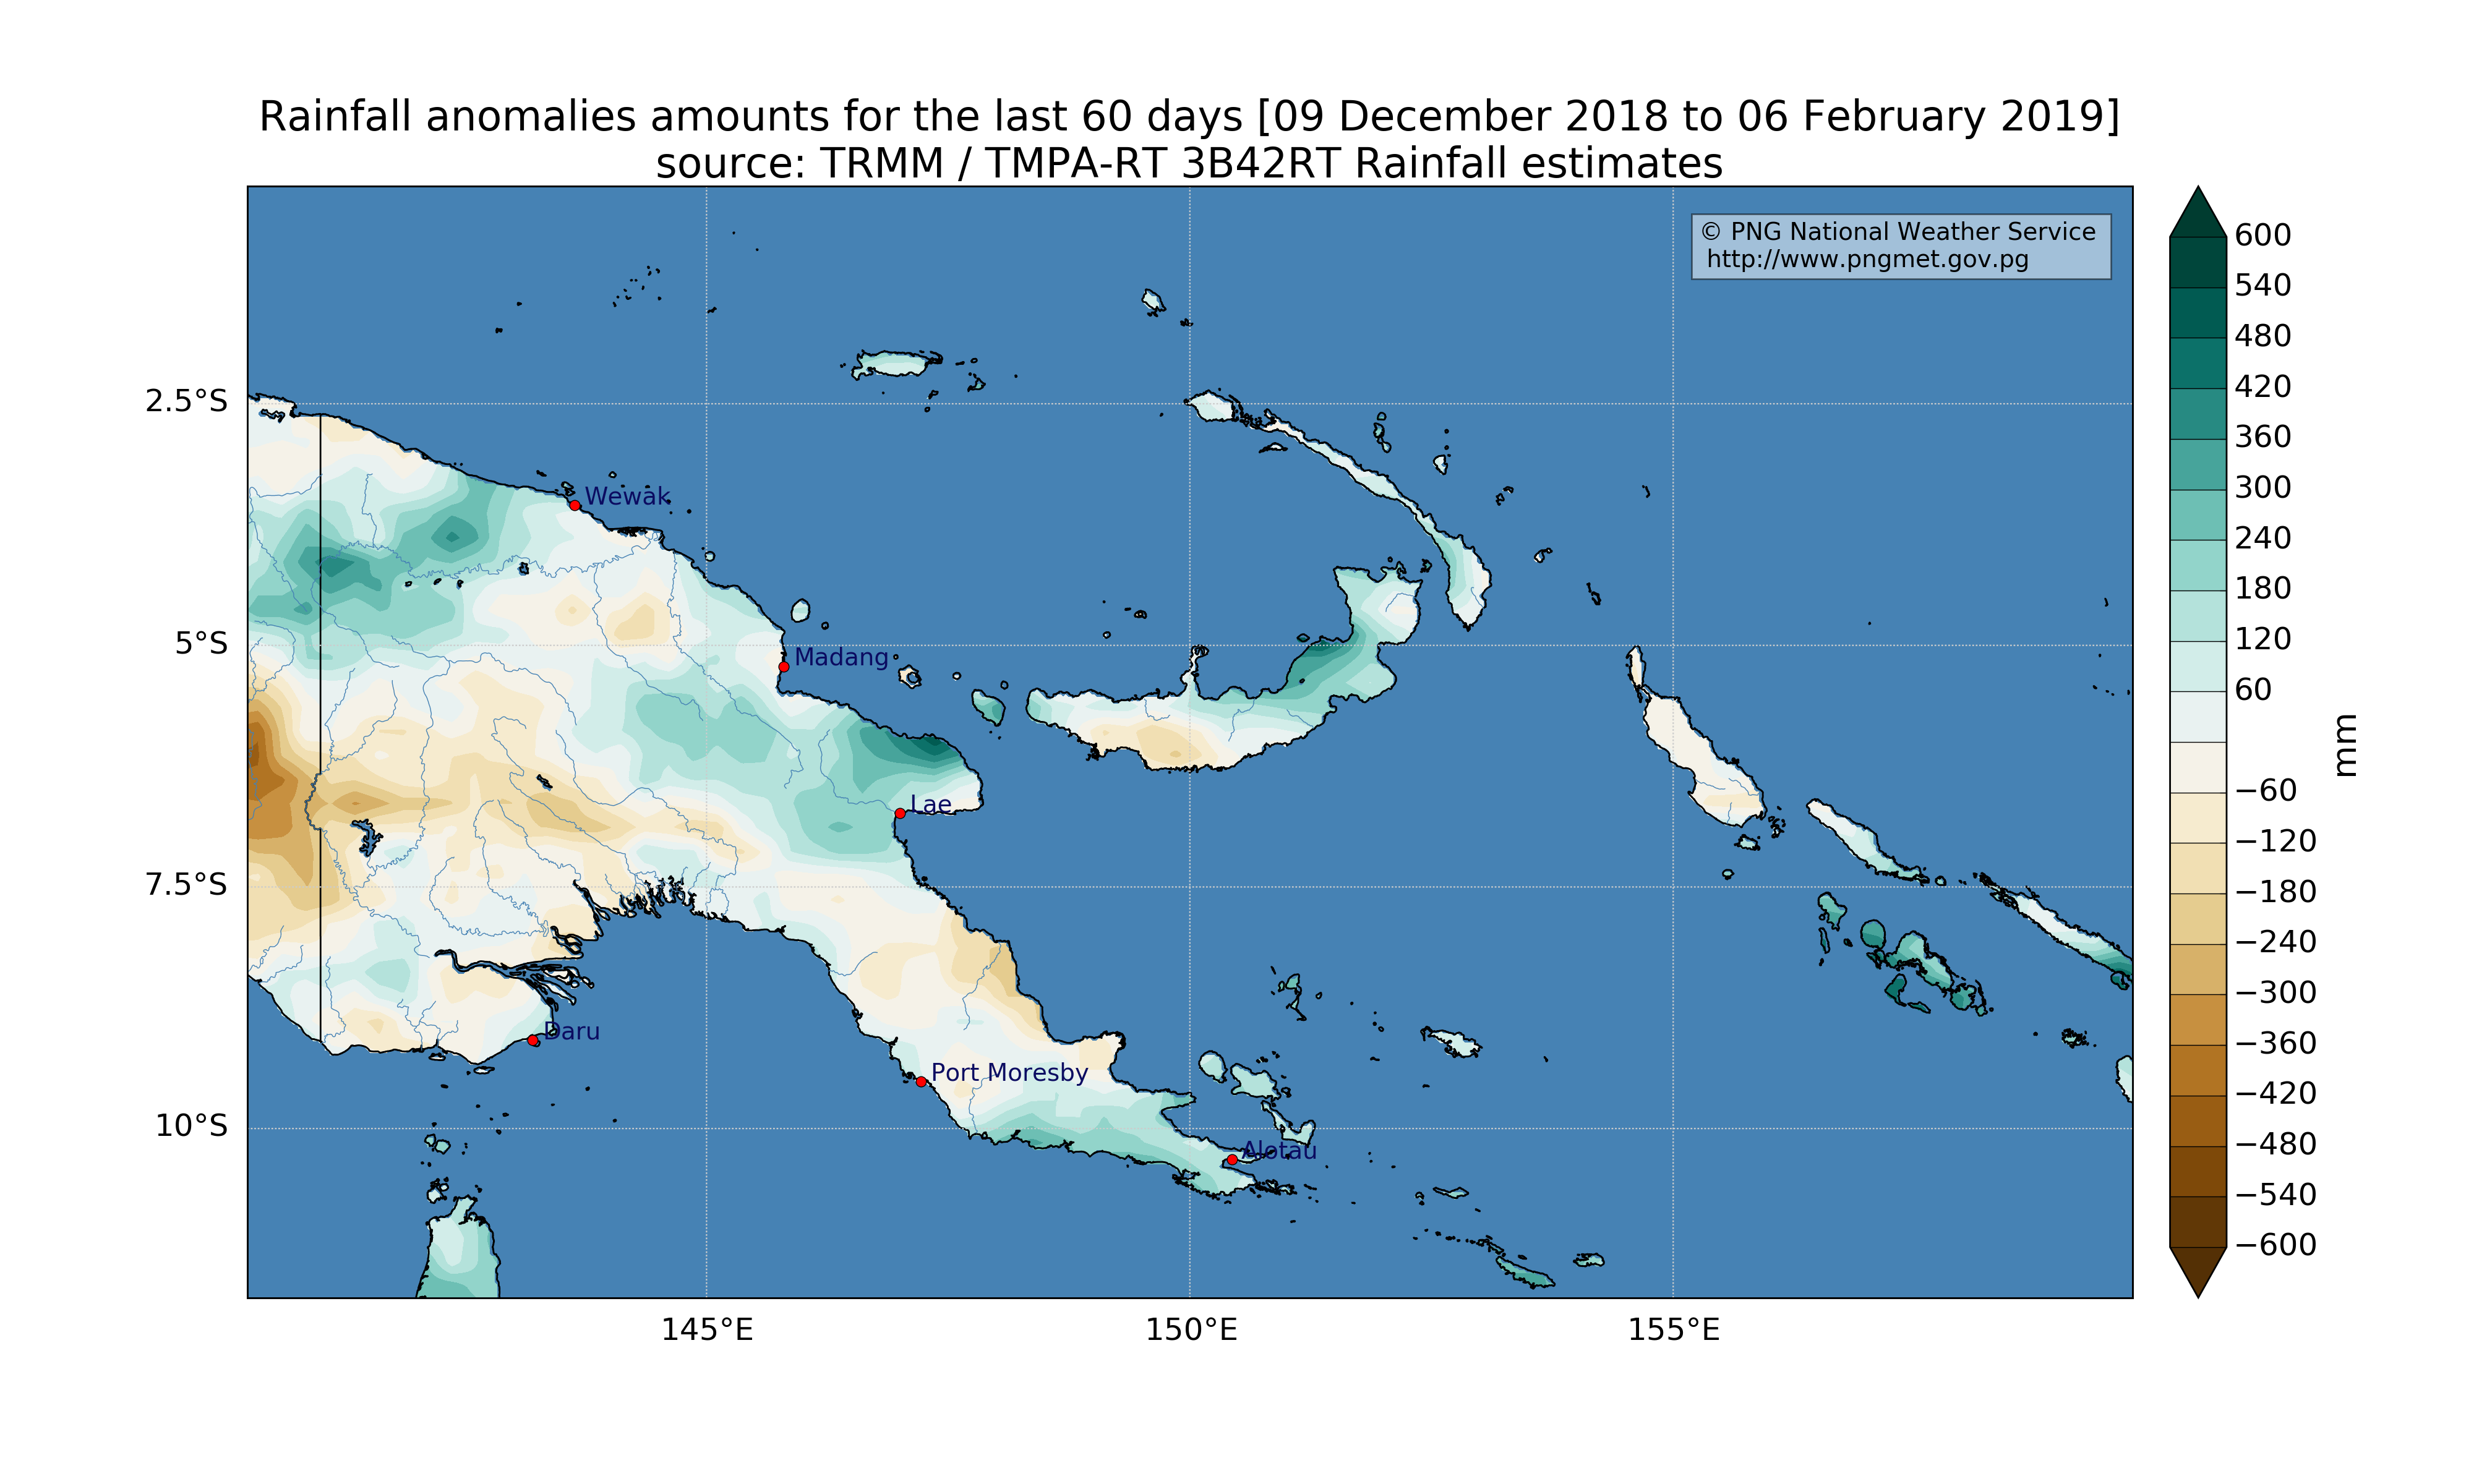 Rainfall anomalies amounts for the last 60 days [09 December 2018 to 06 February 2019]
source: TRMM / TMPA-RT 3B42RT Rainfall estimates
© PNG National Weather Service
http://www.pngmet.gov.pg
2.5°S
5°S
7.5°S
10°S
145°E
150°E
155°E
Wewak
Madang
Lae
Daru
Port Moresby
Alotau
600
540
480
420
360
300
240
180
120
60
−60
−120
−180
−240
−300
−360
−420
−480
−540
−600
mm